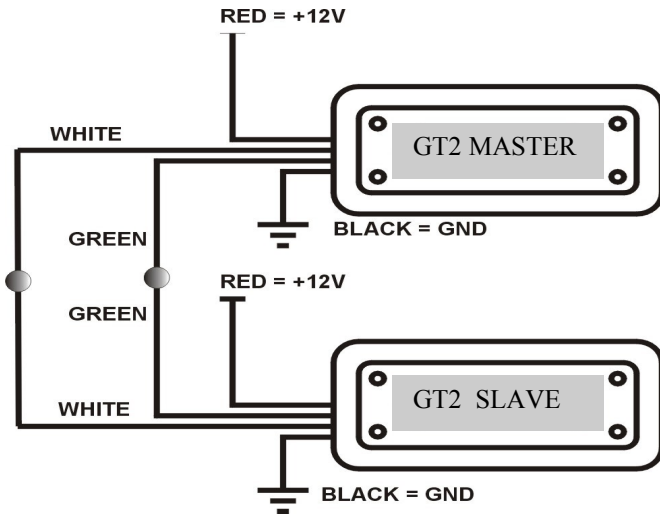 RED = +12V
WHITE
GT2 MASTER
GREEN
BLACK = GND
RED = +12V
GREEN
WHITE
GT2 SLAVE
BLACK = GND